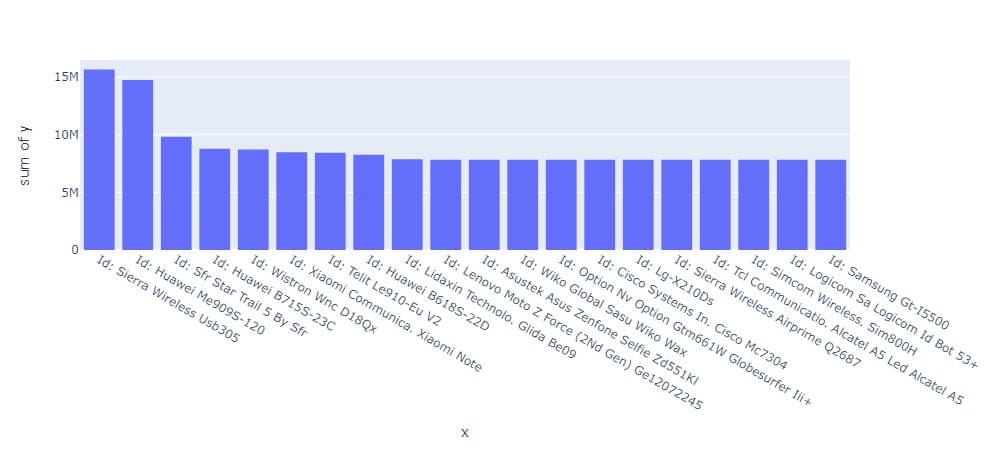 15M
10M
5M
0
sum of y
Id: Sierra Wireless Usb305
Id: Huawei Me909S-120
Id: Sfr Star Trail 5 By Sfr
Id: Huawei B715S-23C
Id: Wistron Wnc D18Qx
Id: Xiaomi Communica. Xiaomi Note
Id: Telit Le910-Eu V2
Id: Huawei B618S-22D
Id: Lidaxin Technolo. Glida Be09
Id: Lenovo Moto Z Force (2Nd Gen) Ge12072245
Id: Asustek Asus Zenfone Selfie Zd551Kl
Id: Wiko Global Sasu Wiko Wax
Id: Option Nv Option Gtm661W Globesurfer Iii+
Id: Cisco Systems In. Cisco Mc7304
Id: Lg-X210Ds
Id: Sierra Wireless Airprime Q2687
Id: Tcl Communicatio. Alcatel A5 Led Alcatel A5
Id: Simcom Wireless. Sim800H
Id: Logicom Sa Logicom Id Bot 53+
Id: Samsung Gt-I5500
x